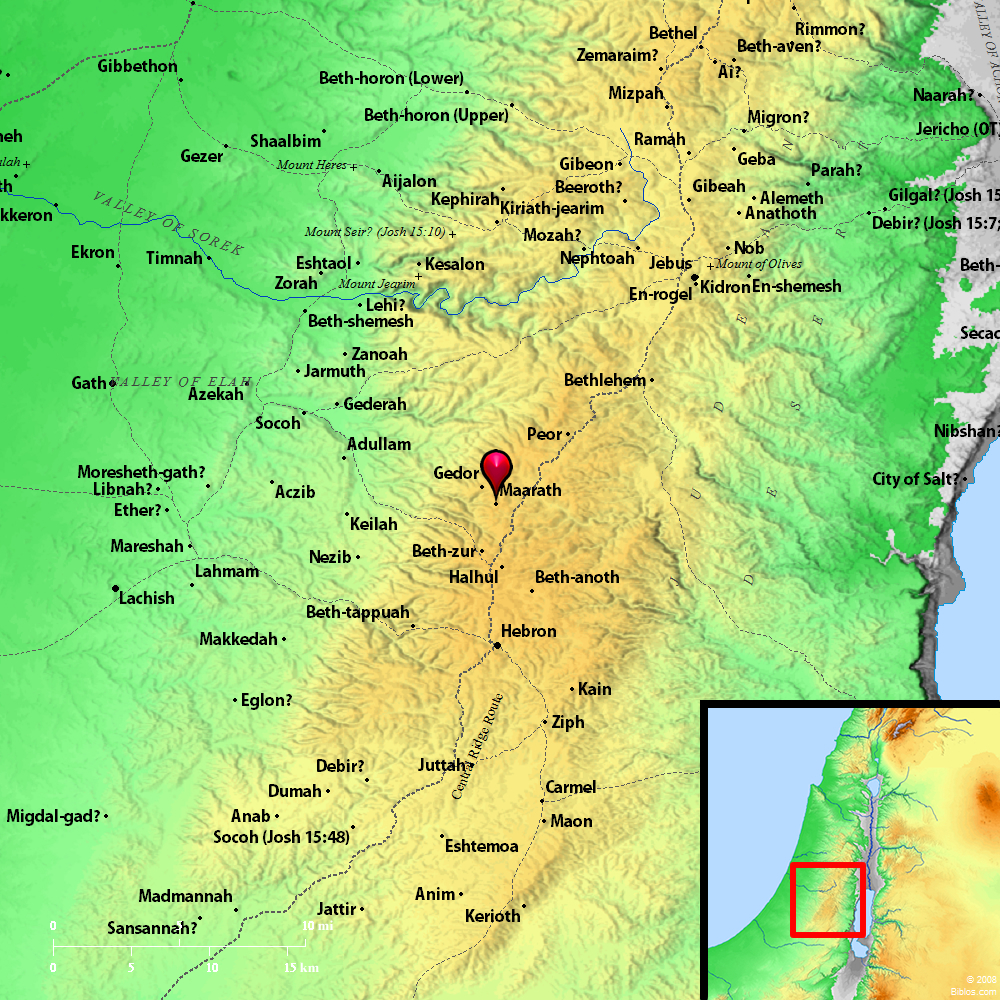 Rimmon?
Bethel
Beth-aven?
Zemaraim?
Gibbethon
Ai?
Beth-horon (Lower)
Mizpah
Naarah?
Beth-horon (Upper)
Migron?
Jericho (OT)
Shaalbim
Ramah
Gezer
Geba
Mount Heres
Gibeon
Parah?
Aijalon
Beeroth?
Gibeah
Kephirah
Alemeth
Gilgal? (Josh 15
Kiriath-jearim
Anathoth
kkeron
VALLEY OF SOREK
Debir? (Josh 15:7;
Mount Seir? (Josh 15:10)
Mozah?
Nob
Ekron
Timnah
Eshtaol
Kesalon
Nephtoah
Jebus
Mount of Olives
Beth-
Zorah
Mount Jearim
En-rogel
Kidron
En-shemesh
Lehi?
Beth-shemesh
Secac
Zanoah
Jarmuth
Gath
VALLEY OF ELAH
Bethlehem
Azekah
Gederah
Socoh
Peor
Nibshan?
Adullam
Moresheth-gath?
Gedor
City of Salt?
Libnah?
Aczib
Maarath
Ether?
Keilah
JUDEAN DESERT
Mareshah
Nezib
Beth-zur
Lahmam
Halhul
Beth-anoth
Lachish
Beth-tappuah
Makkedah
Hebron
Eglon?
Kain
Ziph
Central Ridge Route
Debir?
Juttah
Dumah
Carmel
Migdal-gad?
Anab
Maon
Socoh (Josh 15:48)
Eshtemoa
Madmannah
Anim
Jattir
Kerioth
Sansannah?
0 10 mi
0 5 10 15 km
© 2008
Biblos.com